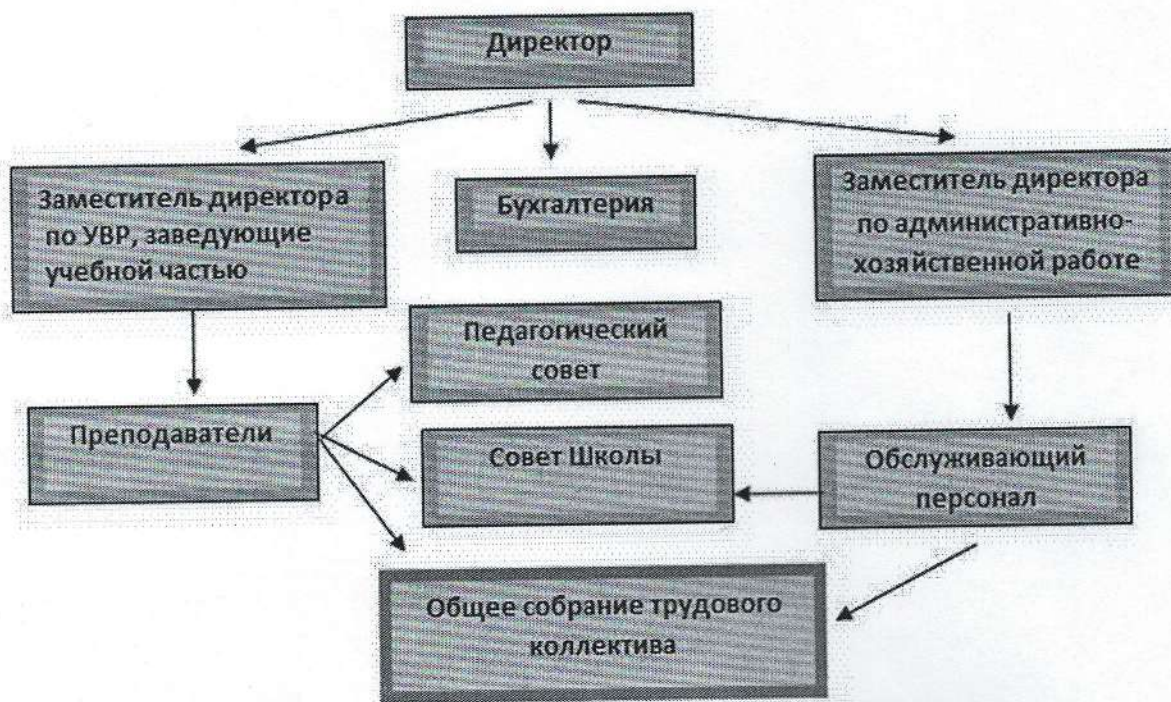 Директор
Заместитель директора
по УВР, заведующие
учебной частью
Бухгалтерия
Заместитель директора
по административно-
хозяйственной работе
Педагогический
совет
Преподаватели
Совет Школы
Обслуживающий
персонал
Общее собрание трудового
коллектива